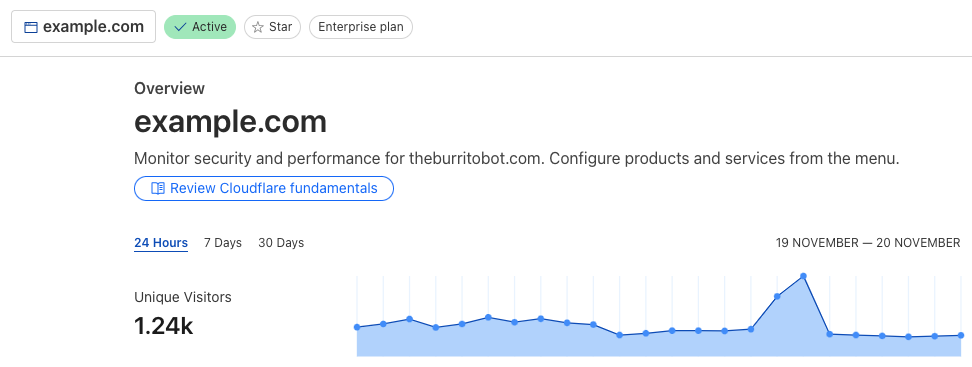 example.com Active Star Enterprise plan
Overview
example.com
Monitor security and performance for theburritobot.com. Configure products and services from the menu.
Review Cloudflare fundamentals
24 Hours 7 Days 30 Days 19 NOVEMBER — 20 NOVEMBER
Unique Visitors
1.24k